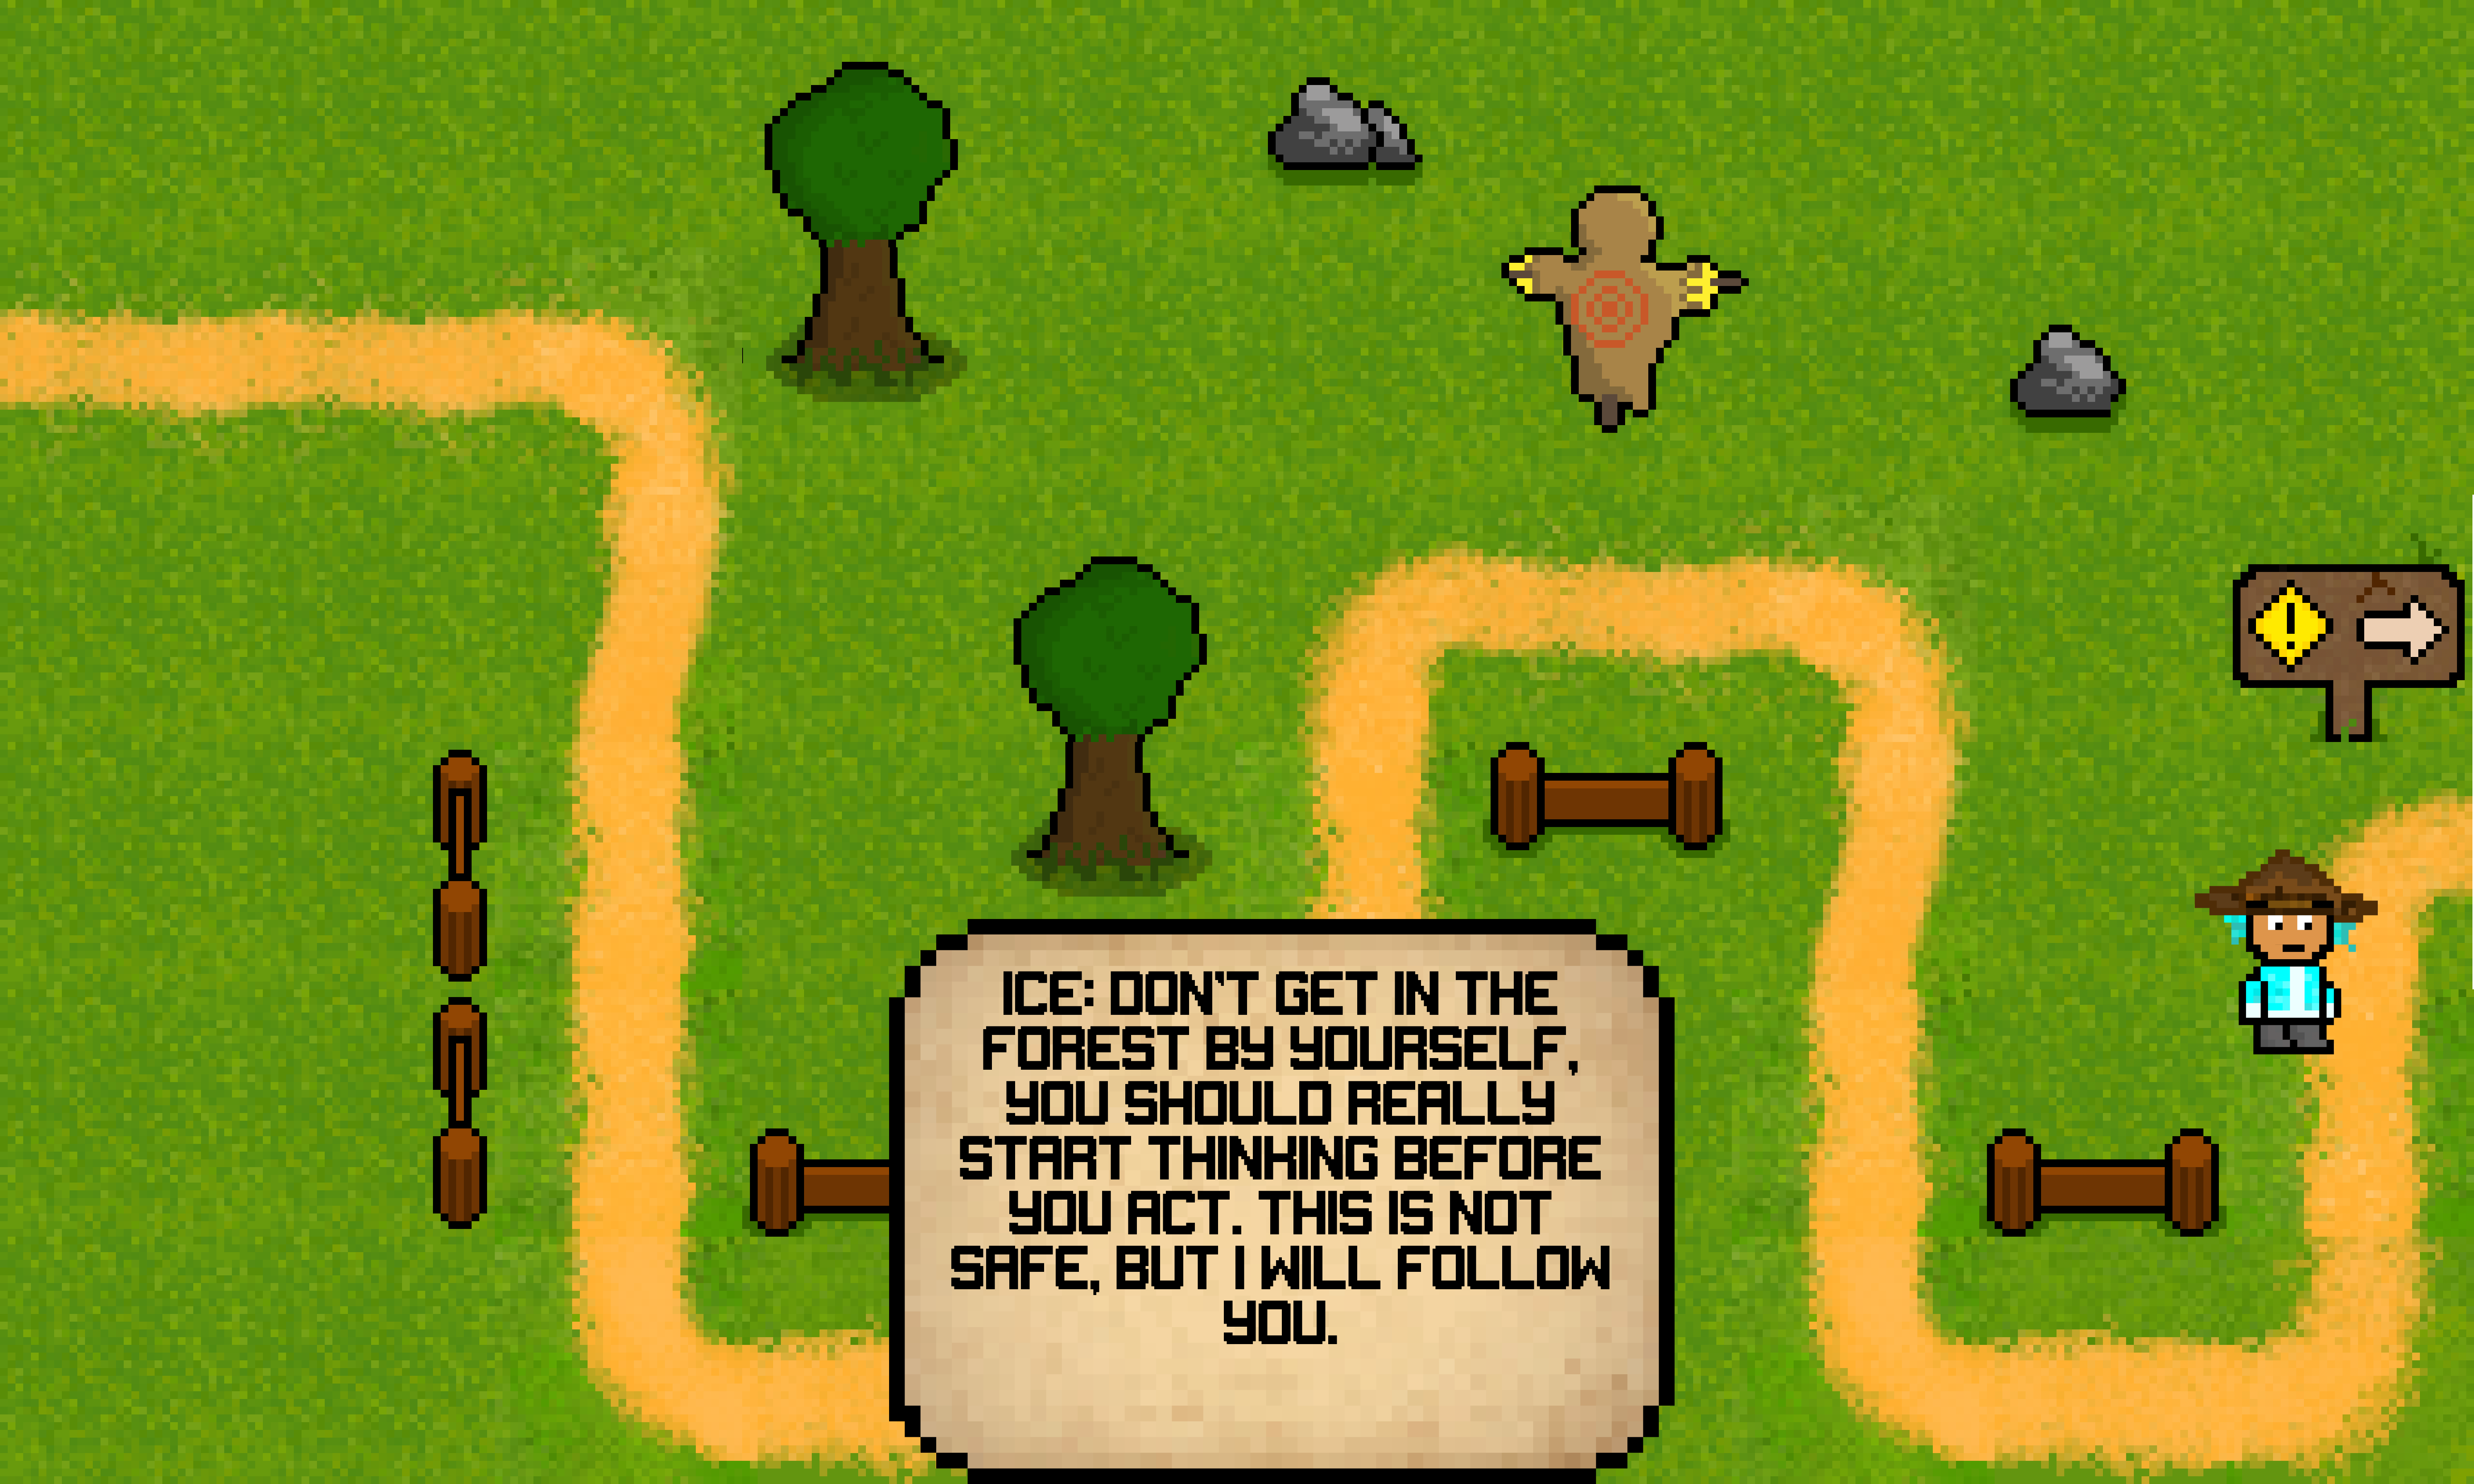 ICE: DON'T GET IN THE
FOREST BY YOURSELF,
YOU SHOULD REALLY
START THINKING BEFORE
YOU ACT. THIS IS NOT
SAFE, BUT I WILL FOLLOW
YOU.
!